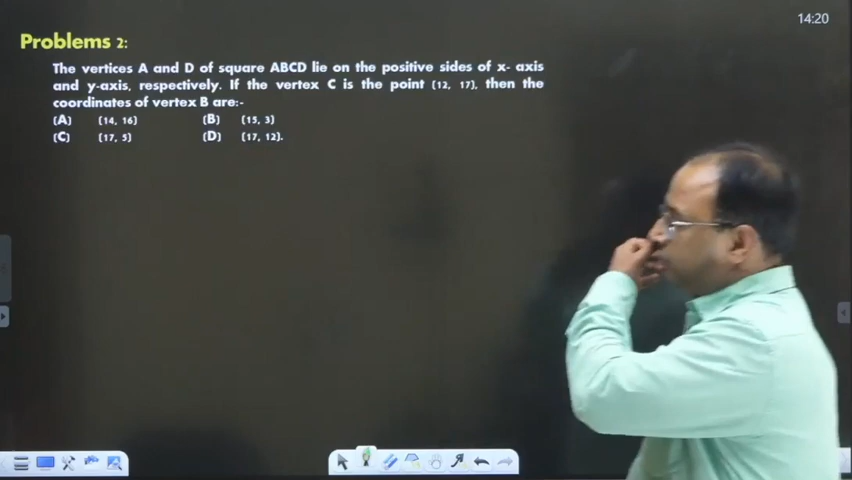 14:20
Problems 2:
The vertices A and D of square ABCD lie on the positive sides of x- axis
and y-axis, respectively. If the vertex C is the point (12, 17), then the
coordinates of vertex B are:-
(A) (14, 16) (B) (15, 3)
(C) (17, 5) (D) (17, 12).